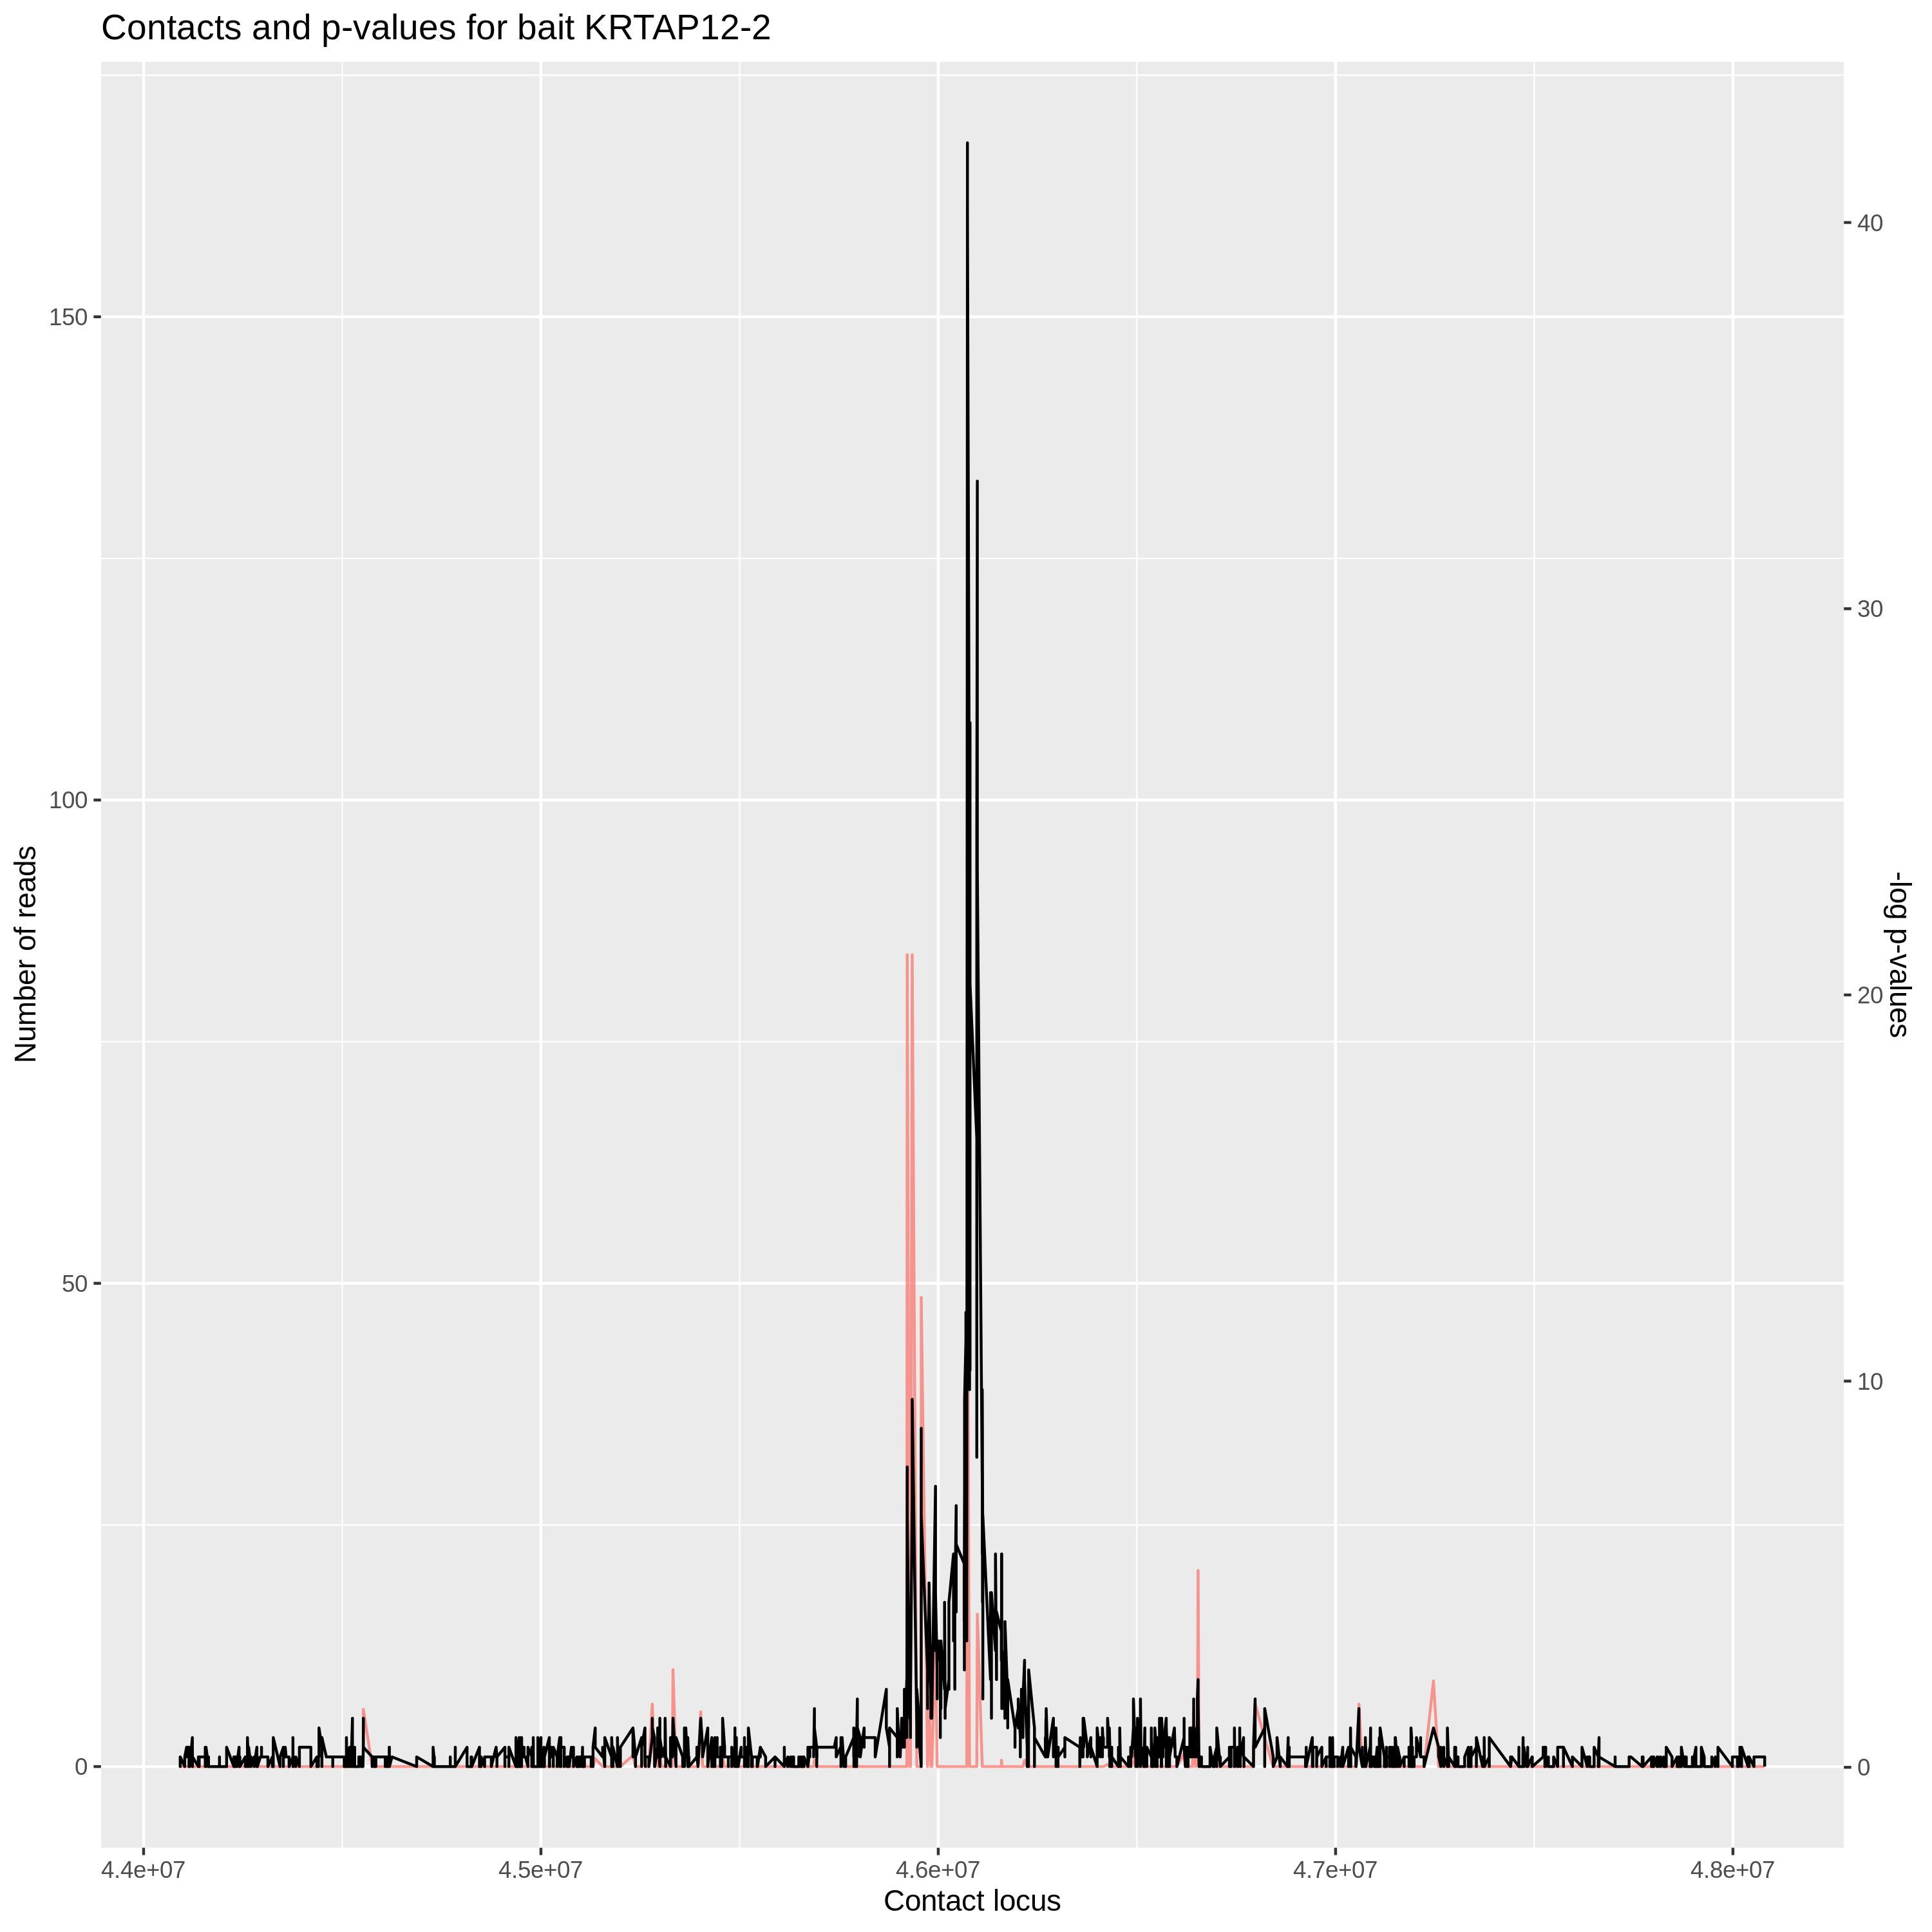 Contacts and p-values for bait KRTAP12-2
150
100
50
0
40
30
20
10
0
Number of reads
-log p-values
4.4e+07
4.5e+07
4.6e+07
4.7e+07
4.8e+07
Contact locus